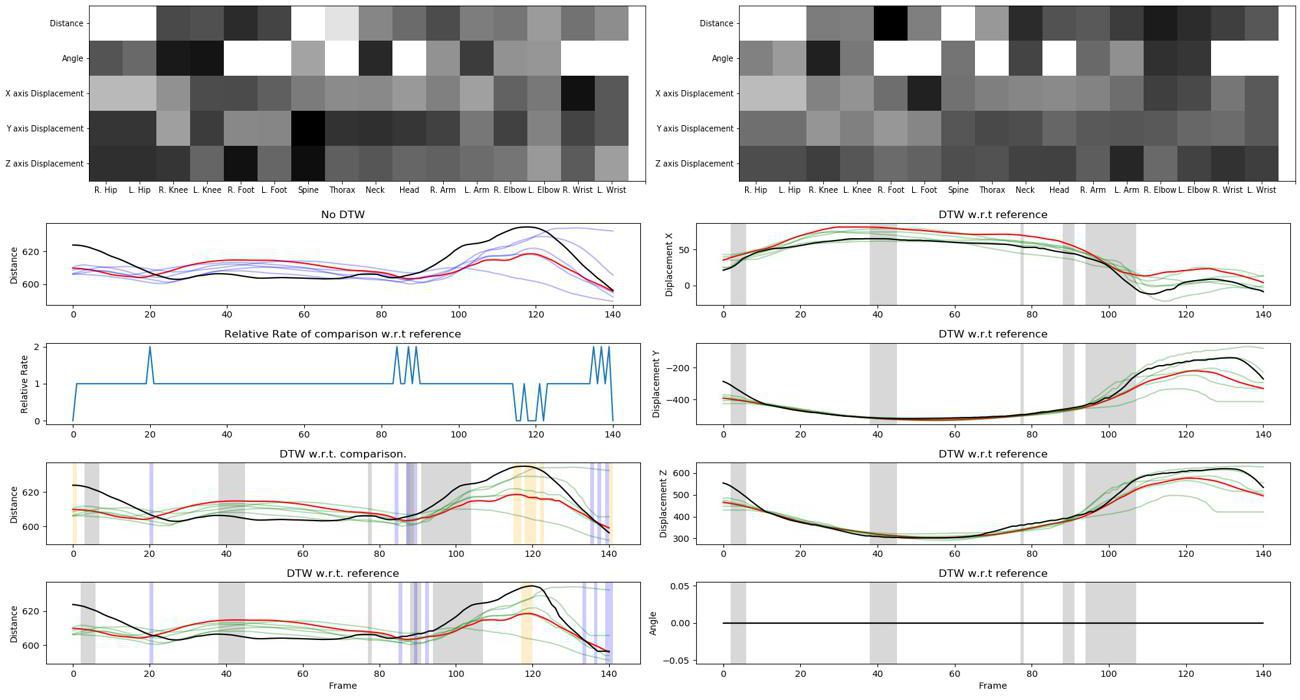 Distance
Angle
X axis Displacement
Y axis Displacement
Z axis Displacement
R. Hip L. Hip R. Knee L. Knee R. Foot L. Foot Spine Thorax Neck Head R. Arm L. Arm R. Elbow L. Elbow R. Wrist L. Wrist
Distance
Angle
X axis Displacement
Y axis Displacement
Z axis Displacement
R. Hip L. Hip R. Knee L. Knee R. Foot L. Foot Spine Thorax Neck Head R. Arm L. Arm R. Elbow L. Elbow R. Wrist L. Wrist
No DTW
Distance
620
600
0 20 40 60 80 100 120 140
Relative Rate of comparison w.r.t reference
Relative Rate
2
1
0
0 20 40 60 80 100 120 140
DTW w.r.t. comparison.
Distance
620
600
0 20 40 60 80 100 120 140
DTW w.r.t. reference
Distance
620
600
0 20 40 60 80 100 120 140
Frame
DTW w.r.t reference
Diplacement X
50
0
0 20 40 60 80 100 120 140
DTW w.r.t reference
Displacement Y
−200
−400
0 20 40 60 80 100 120 140
DTW w.r.t reference
Displacement Z
600
500
400
300
0 20 40 60 80 100 120 140
DTW w.r.t reference
Angle
0.05
0.00
−0.05
0 20 40 60 80 100 120 140
Frame